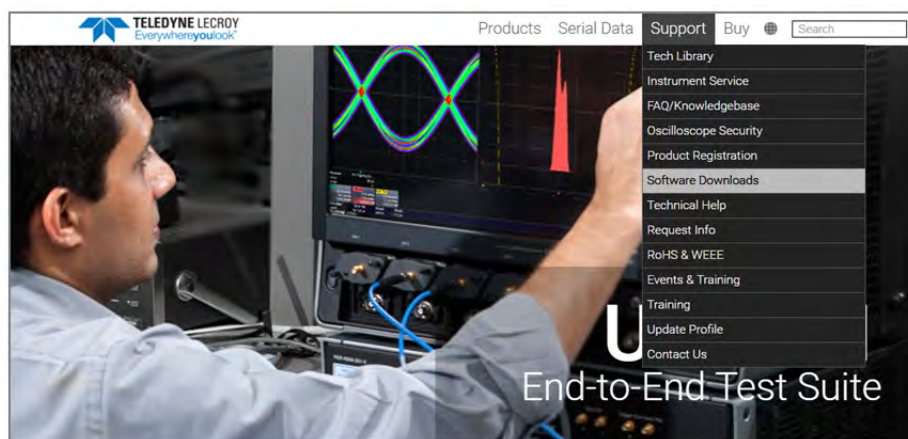 TELEDYNE LECROY
Everywhereyoulook
Products Serial Data Support Buy Search
Tech Library
Instrument Service
FAQ/Knowledgebase
Oscilloscope Security
Product Registration
Software Downloads
Technical Help
Request Info
RoHS & WEEE
Events & Training
Training
Update Profile
Contact Us
U
End-to-End Test Suite